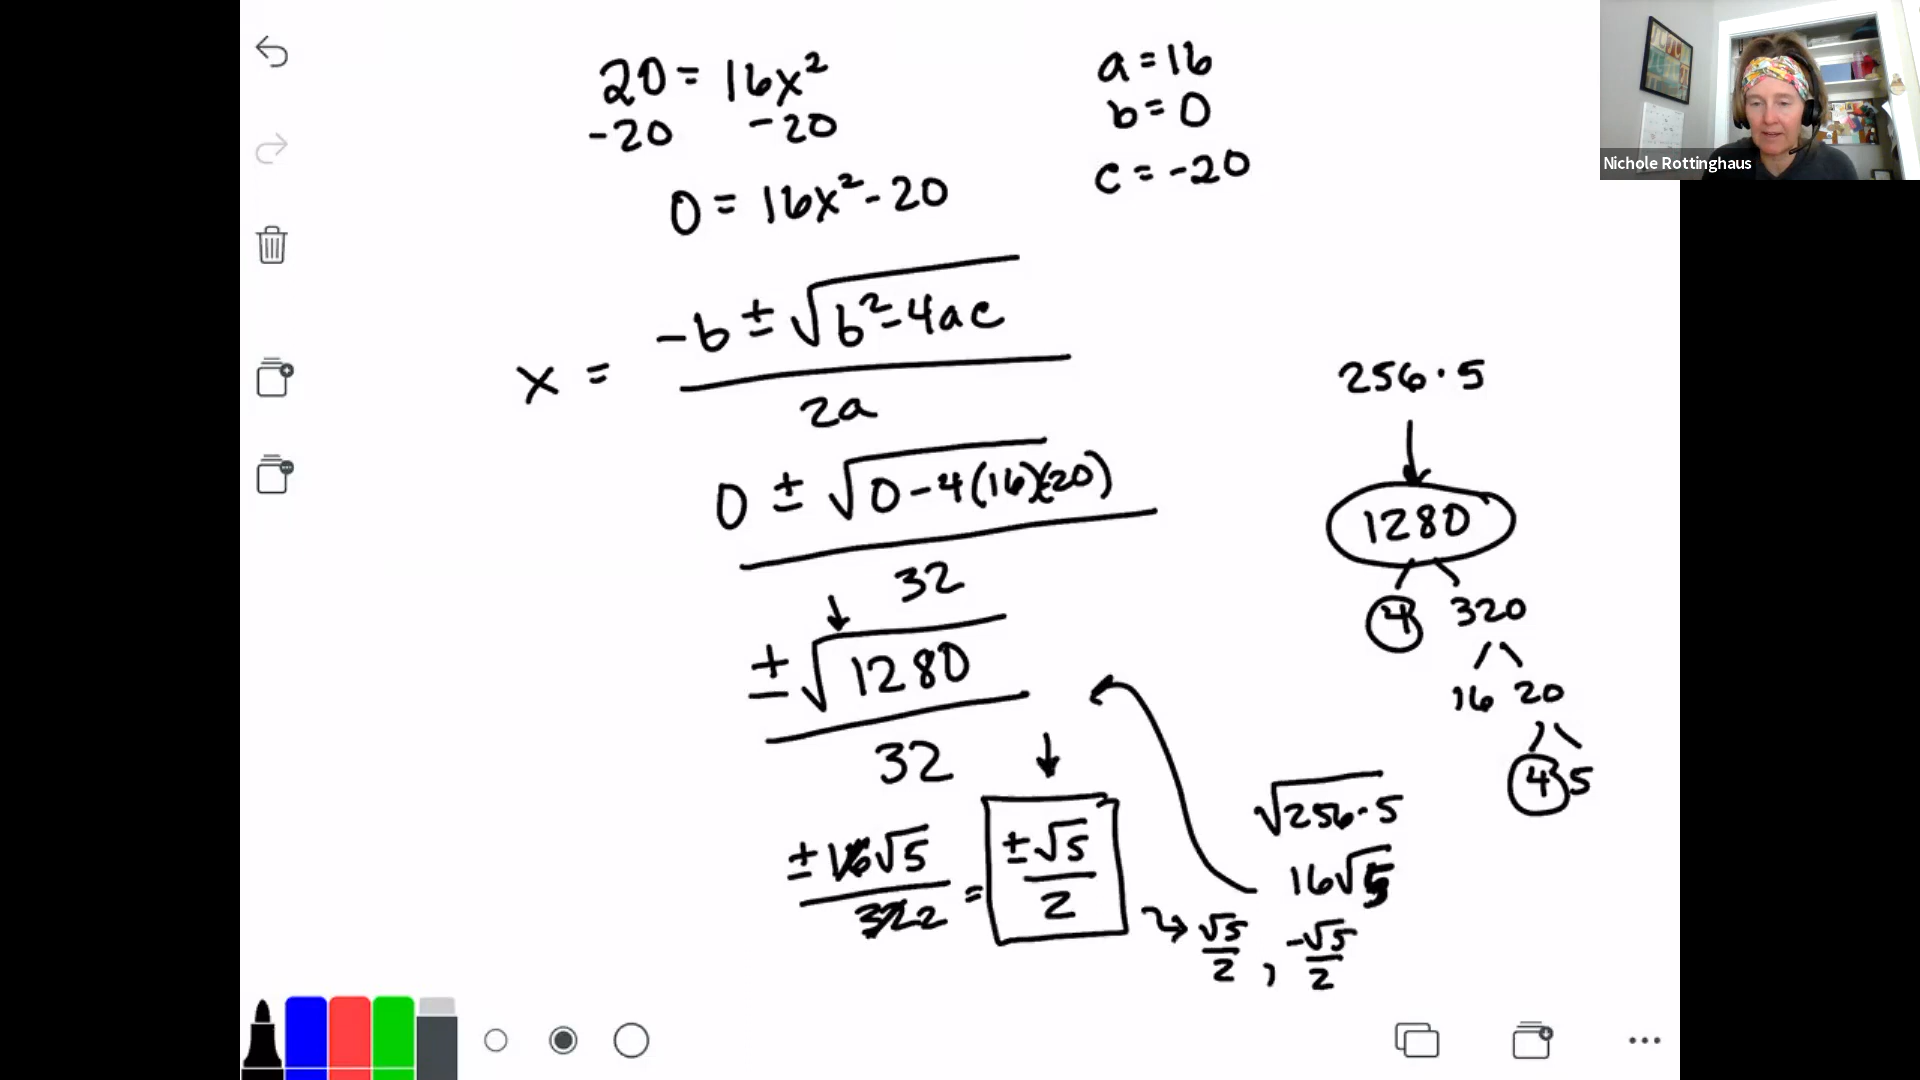 20 = 16x²
-20 -20
0 = 16x² - 20
a = 16
b = 0
c = -20
x = -b ± √b² - 4ac
2a
0 ± √0 - 4(16)(-20)
32
± √1280
32
± 16√5
32 2
= ± √5
2
256 · 5
1280
4 320
16 20
4 5
√256 · 5
16√5
√5 , -√5
2 2
Nichole Rottinghaus